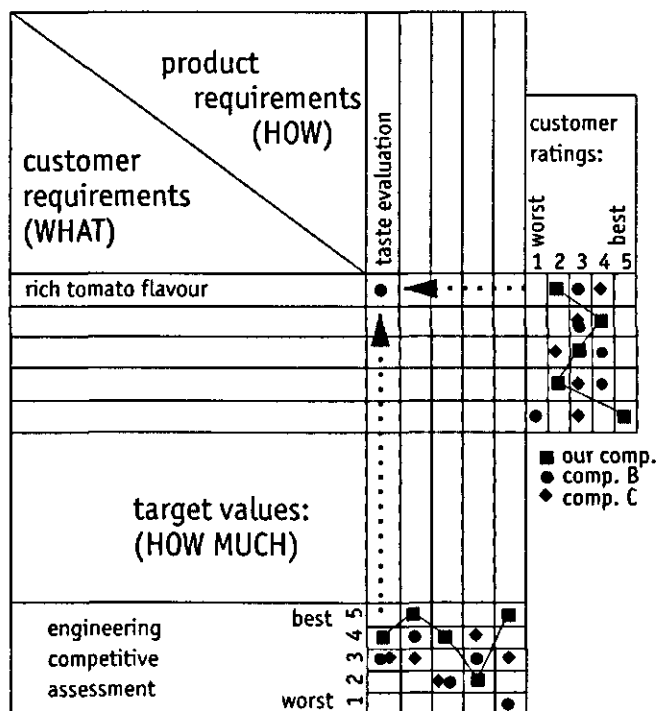 product
requirements
(HOW)
customer
requirements
(WHAT)
taste evaluation
customer
ratings:
worst
best
1 2 3 4 5
rich tomato flavour
our comp.
comp. B
comp. C
target values:
(HOW MUCH)
engineering
competitive
assessment
best
worst
5
4
3
2
1